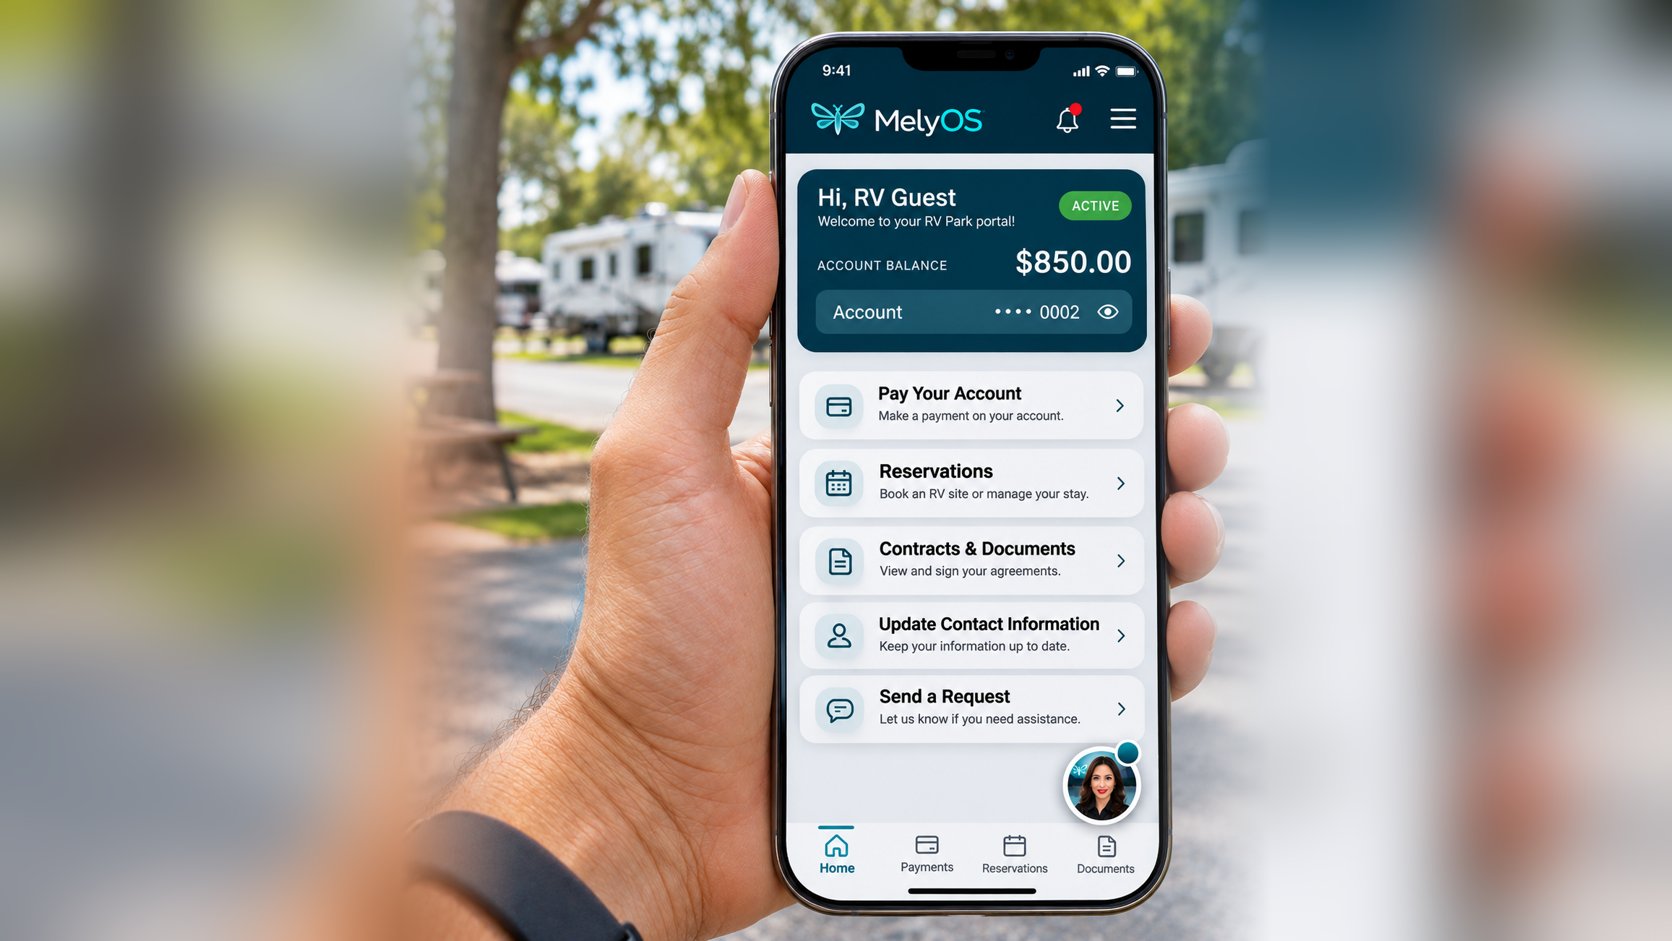 9:41
MelyOS
Hi, RV Guest
ACTIVE
Welcome to your RV Park portal!
ACCOUNT BALANCE
$850.00
Account •••• 0002
Pay Your Account
Make a payment on your account.
Reservations
Book an RV site or manage your stay.
Contracts & Documents
View and sign your agreements.
Update Contact Information
Keep your information up to date.
Send a Request
Let us know if you need assistance.
Home
Payments
Reservations
Documents